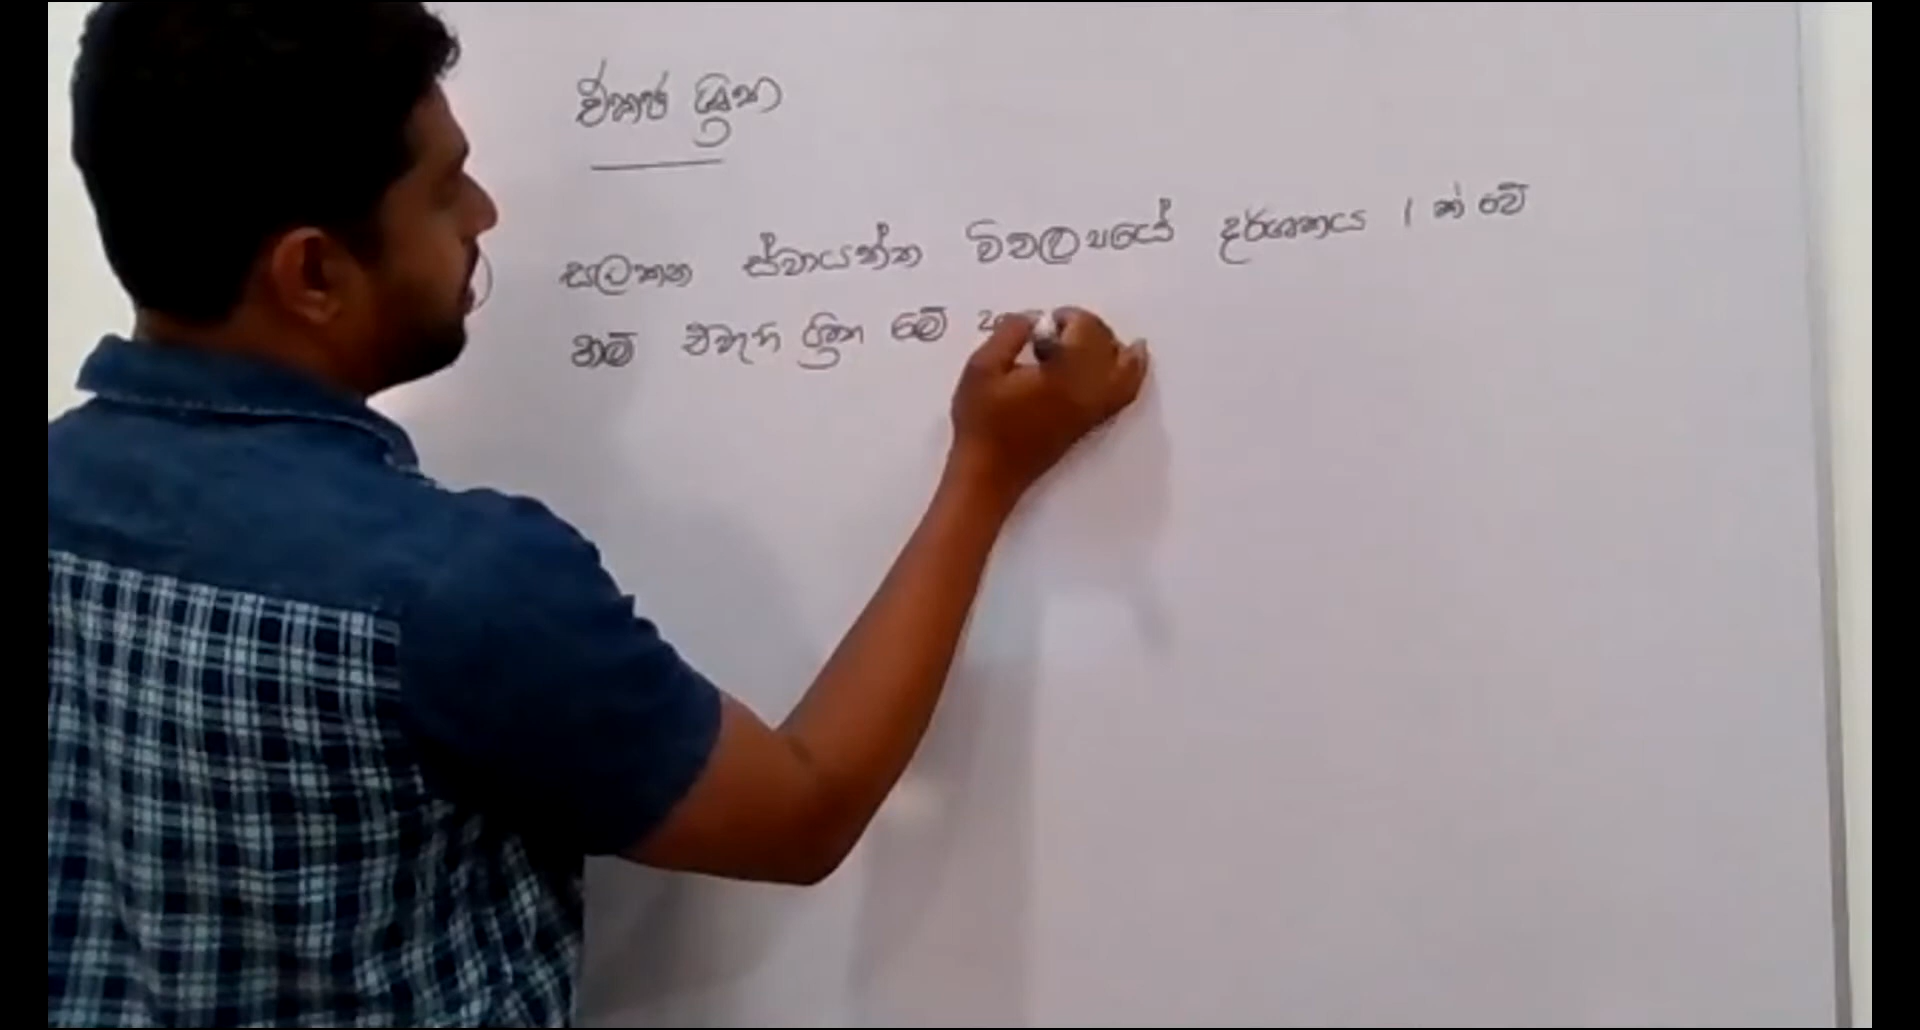 ඒකජ ශ්‍රිත
සලකන ස්වායත්ත විචල්‍යයේ දර්ශකය 1 ක් වේ
නම් එවැනි ශ්‍රිත මේ